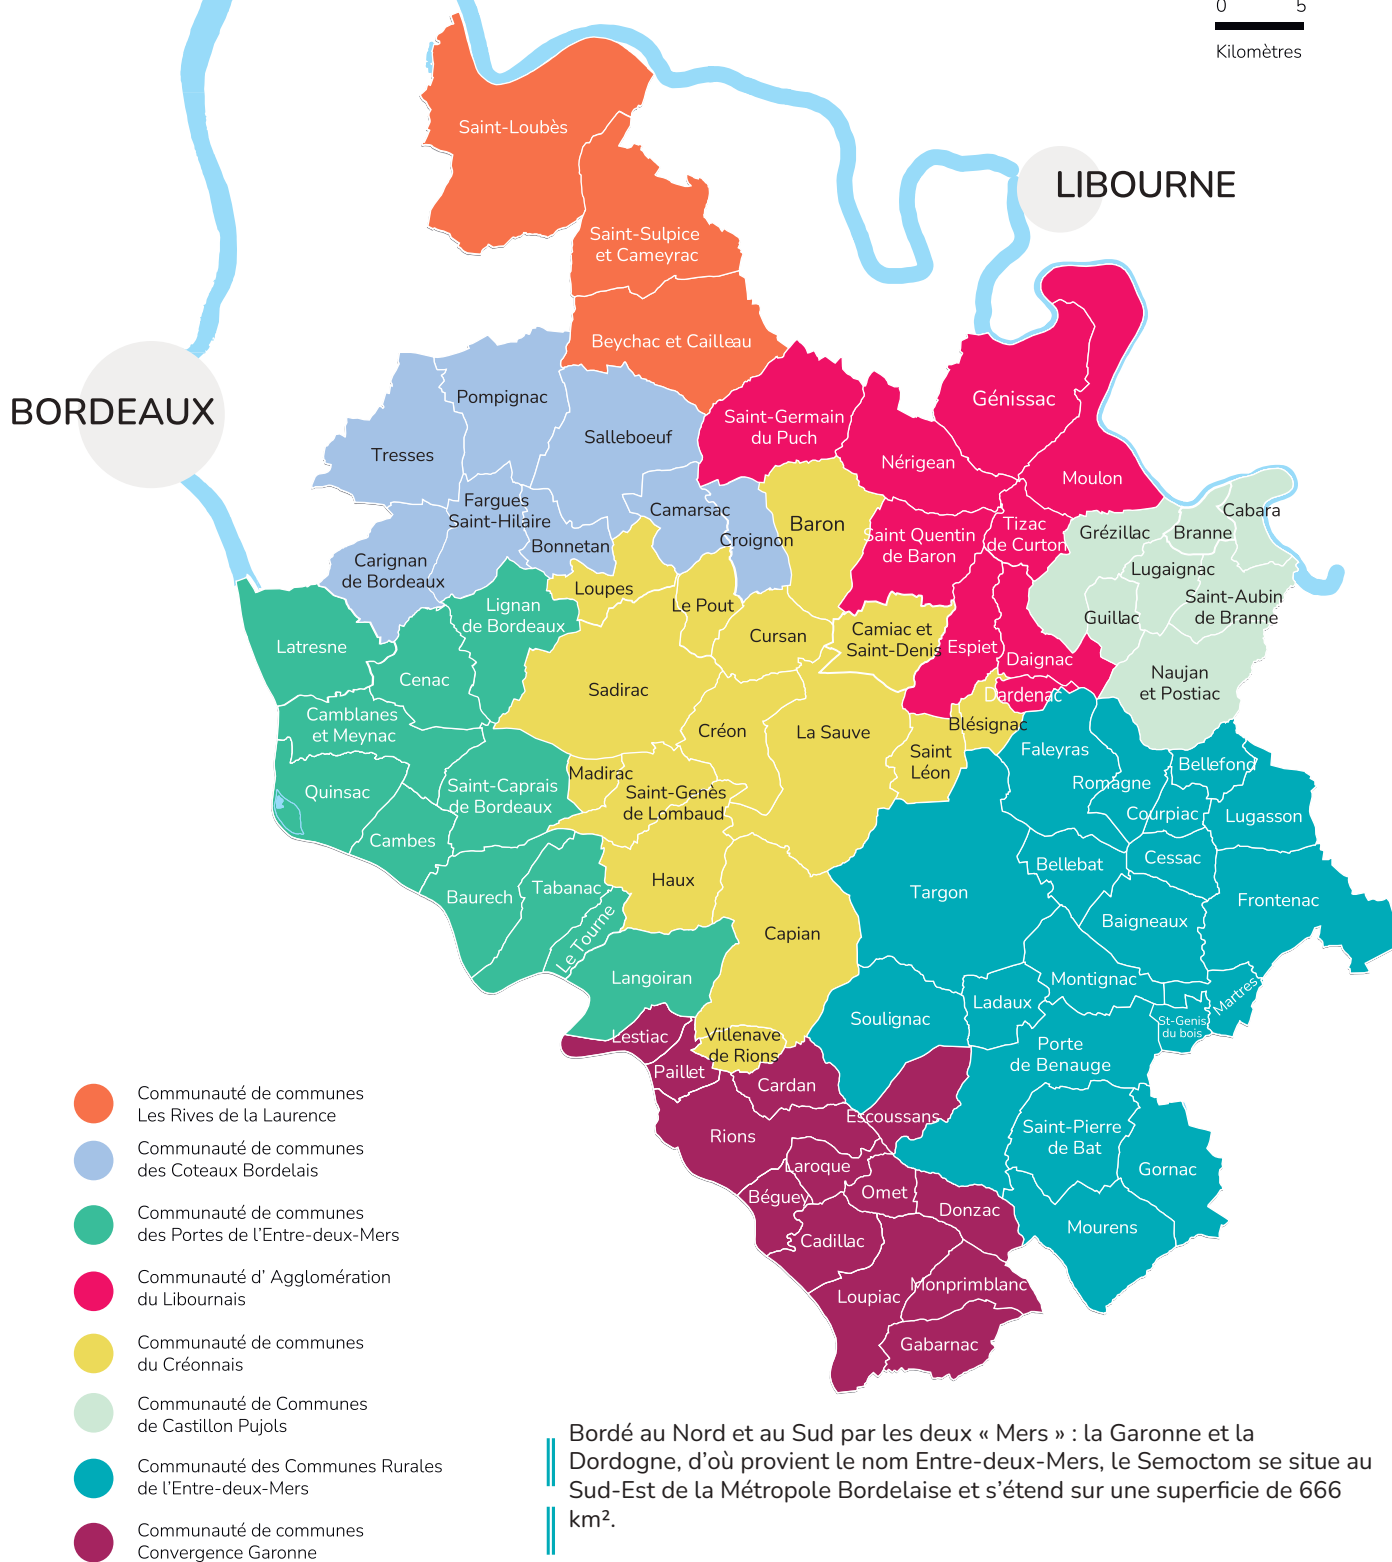 0 5
Kilomètres
Saint-Loubès
LIBOURNE
Saint-Sulpice
et Cameyrac
Beychac et Cailleau
BORDEAUX
Pompignac
Génissac
Saint-Germain
du Puch
Salleboeuf
Tresses
Nérigean
Moulon
Fargues
Saint-Hilaire
Camarsac
Cabara
Baron
Croignon
Bonnetan
Saint Quentin
de Baron
Tizac
de Curton
Grézillac
Branne
Carignan
de Bordeaux
Lugaignac
Loupes
Le Pout
Saint-Aubin
de Branne
Lignan
de Bordeaux
Guillac
Cursan
Camiac et
Saint-Denis
Latresne
Espiet
Daignac
Cenac
Sadirac
Naujan
et Postiac
Dardenac
Camblanes
et Meynac
Créon
La Sauve
Blésignac
Saint
Léon
Faleyras
Bellefond
Madirac
Romagne
Quinsac
Saint-Caprais
de Bordeaux
Saint-Genès
de Lombaud
Courpiac
Lugasson
Cambes
Bellebat
Cessac
Haux
Tabanac
Baurech
Targon
Frontenac
Le Tourne
Capian
Baigneaux
Langoiran
Montignac
Martres
Ladaux
Soulignac
St-Genis
du bois
Lestiac
Villenave
de Rions
Porte
de Benauge
Paillet
Cardan
Escoussans
Rions
Saint-Pierre
de Bat
Laroque
Gornac
Béguey
Omet
Donzac
Mourens
Cadillac
Monprimblanc
Loupiac
Gabarnac
Communauté de communes
Les Rives de la Laurence
Communauté de communes
des Coteaux Bordelais
Communauté de communes
des Portes de l’Entre-deux-Mers
Communauté d’ Agglomération
du Libournais
Communauté de communes
du Créonnais
Communauté de Communes
de Castillon Pujols
Communauté des Communes Rurales
de l’Entre-deux-Mers
Communauté de communes
Convergence Garonne
Bordé au Nord et au Sud par les deux « Mers » : la Garonne et la
Dordogne, d’où provient le nom Entre-deux-Mers, le Semoctom se situe au
Sud-Est de la Métropole Bordelaise et s’étend sur une superficie de 666
km².